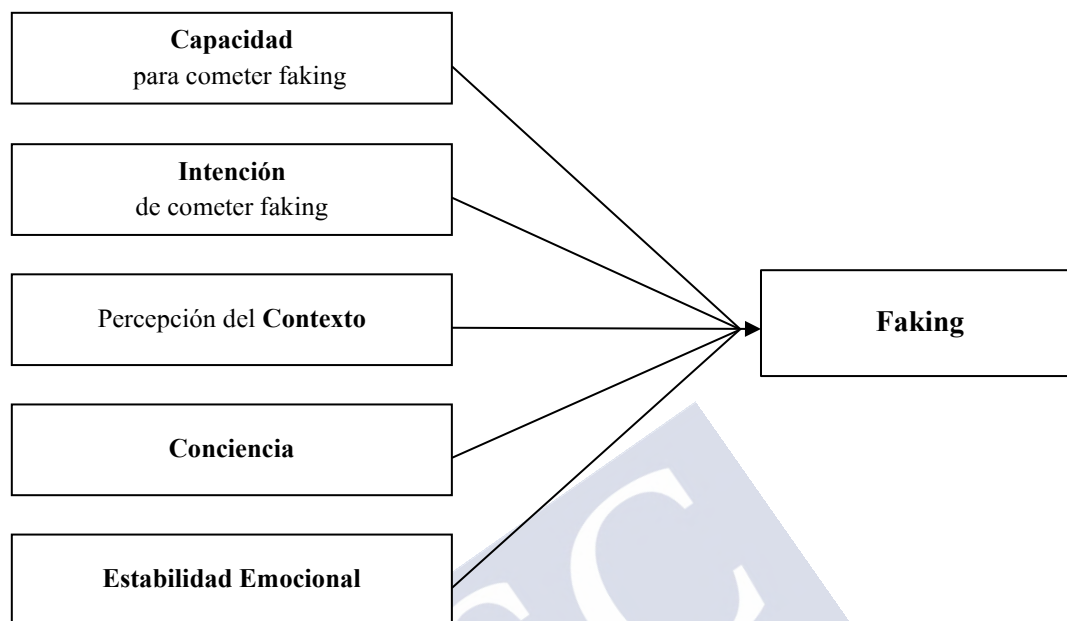 Capacidad
para cometer faking
Intención
de cometer faking
Percepción del Contexto
Faking
Conciencia
Estabilidad Emocional